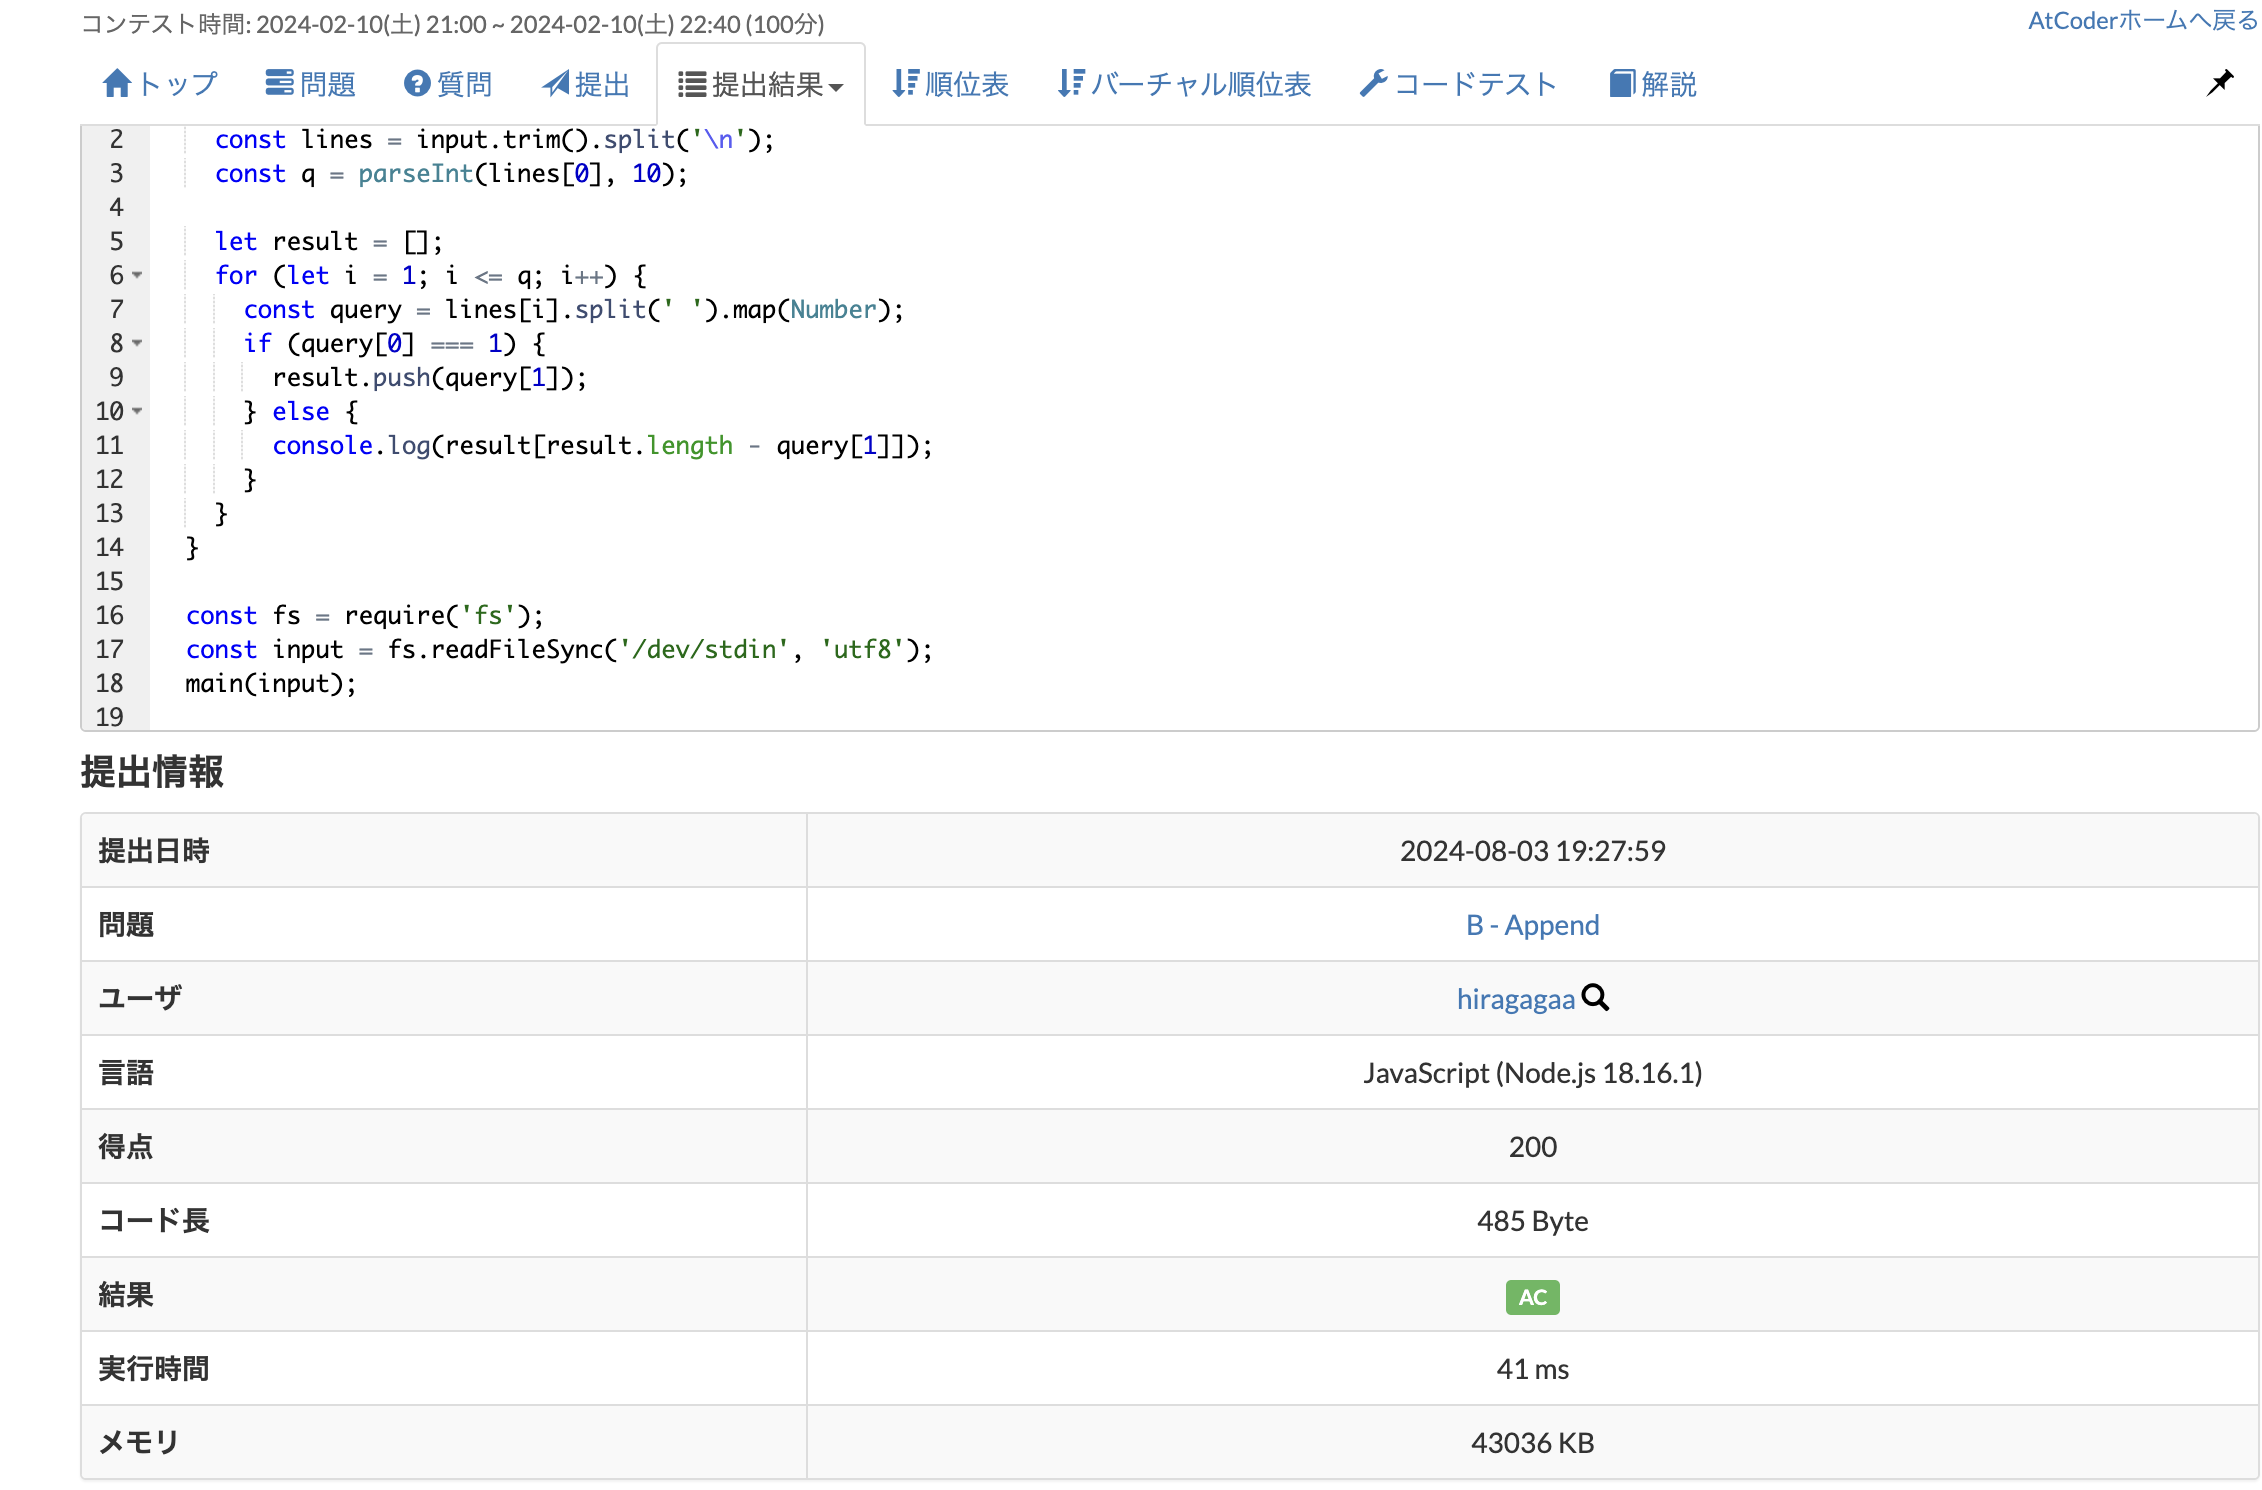 コンテスト時間: 2024-02-10(土) 21:00 ~ 2024-02-10(土) 22:40 (100分)
AtCoderホームへ戻る
トップ 問題 質問 提出 提出結果 順位表 バーチャル順位表 コードテスト 解説
2 const lines = input.trim().split('\n');
3 const q = parseInt(lines[0], 10);
4
5 let result = [];
6 for (let i = 1; i <= q; i++) {
7 const query = lines[i].split(' ').map(Number);
8 if (query[0] === 1) {
9 result.push(query[1]);
10 } else {
11 console.log(result[result.length - query[1]]);
12 }
13 }
14 }
15
16 const fs = require('fs');
17 const input = fs.readFileSync('/dev/stdin', 'utf8');
18 main(input);
19
提出情報
提出日時 2024-08-03 19:27:59
問題 B - Append
ユーザ hiragagaa
言語 JavaScript (Node.js 18.16.1)
得点 200
コード長 485 Byte
結果 AC
実行時間 41 ms
メモリ 43036 KB